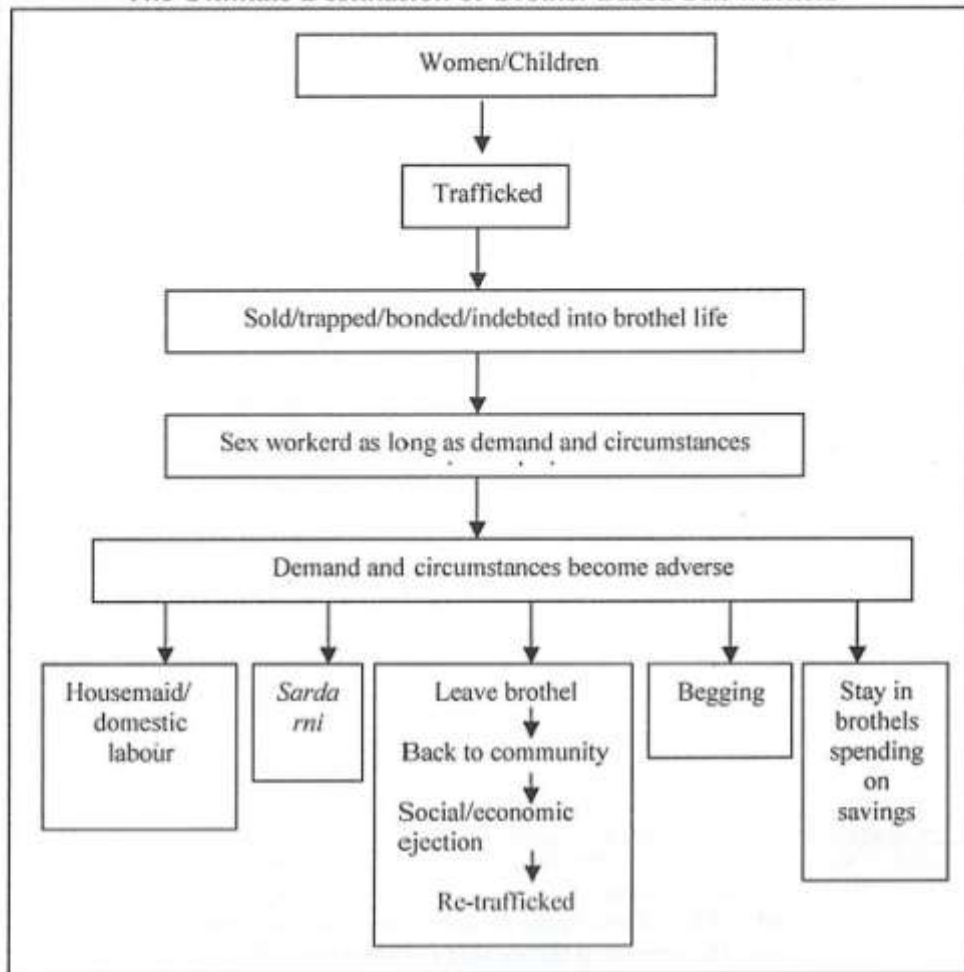 Women/Children
Trafficked
Sold/trapped/bonded/indebted into brothel life
Sex workerd as long as demand and circumstances
Demand and circumstances become adverse
Housemaid/
domestic
labour
Sarda
rni
Leave brothel
Back to community
Social/economic
ejection
Re-trafficked
Begging
Stay in
brothels
spending
on
savings